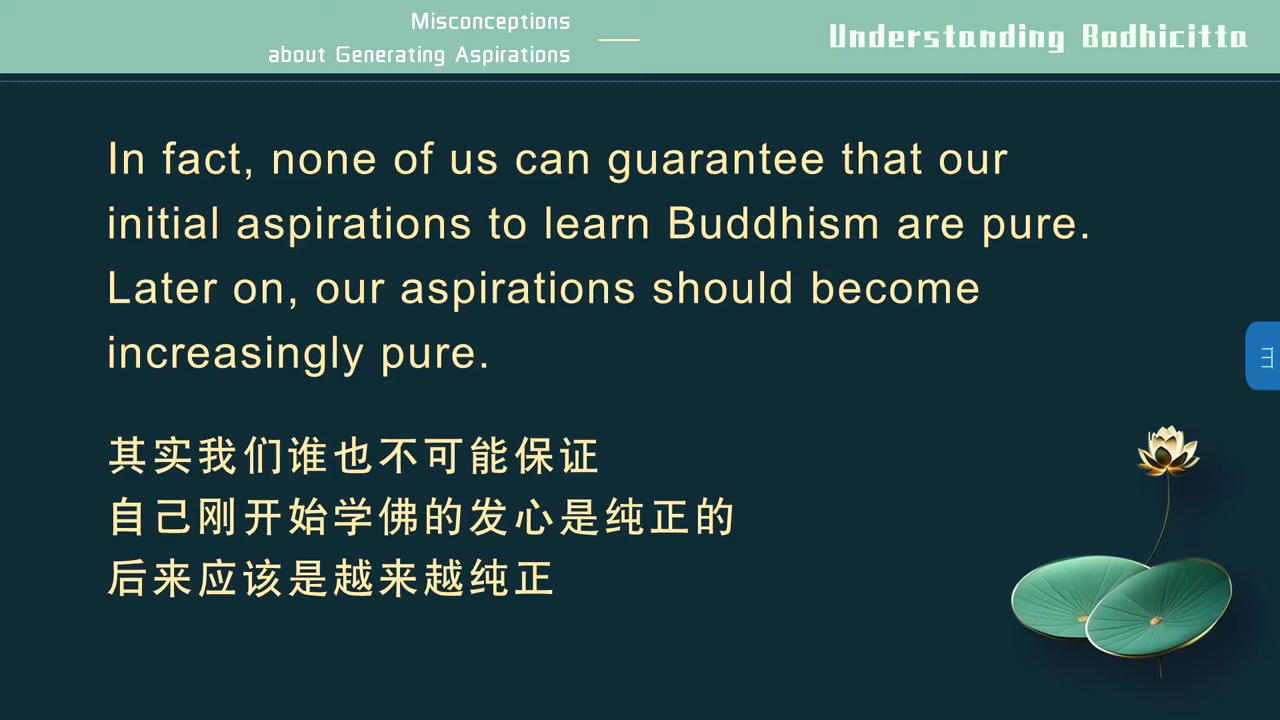 Misconceptions
about Generating Aspirations
Understanding Bodhicitta
In fact, none of us can guarantee that our
initial aspirations to learn Buddhism are pure.
Later on, our aspirations should become
increasingly pure.
其实我们谁也不可能保证
自己刚开始学佛的发心是纯正的
后来应该是越来越纯正